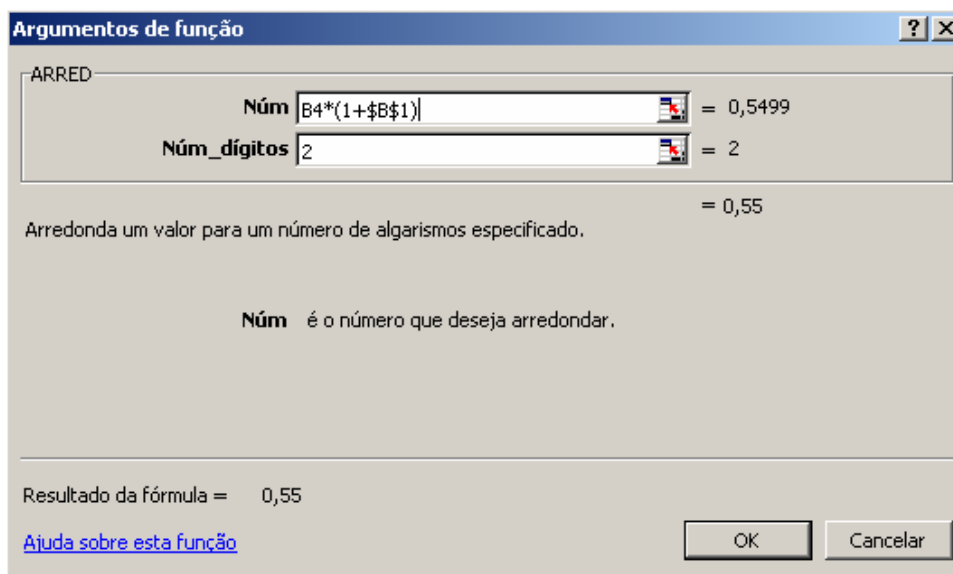 Argumentos de função
ARRED
Núm B4*(1+$B$1) = 0,5499
Núm_dígitos 2 = 2
= 0,55
Arredonda um valor para um número de algarismos especificado.
Núm é o número que deseja arredondar.
Resultado da fórmula = 0,55
Ajuda sobre esta função OK Cancelar